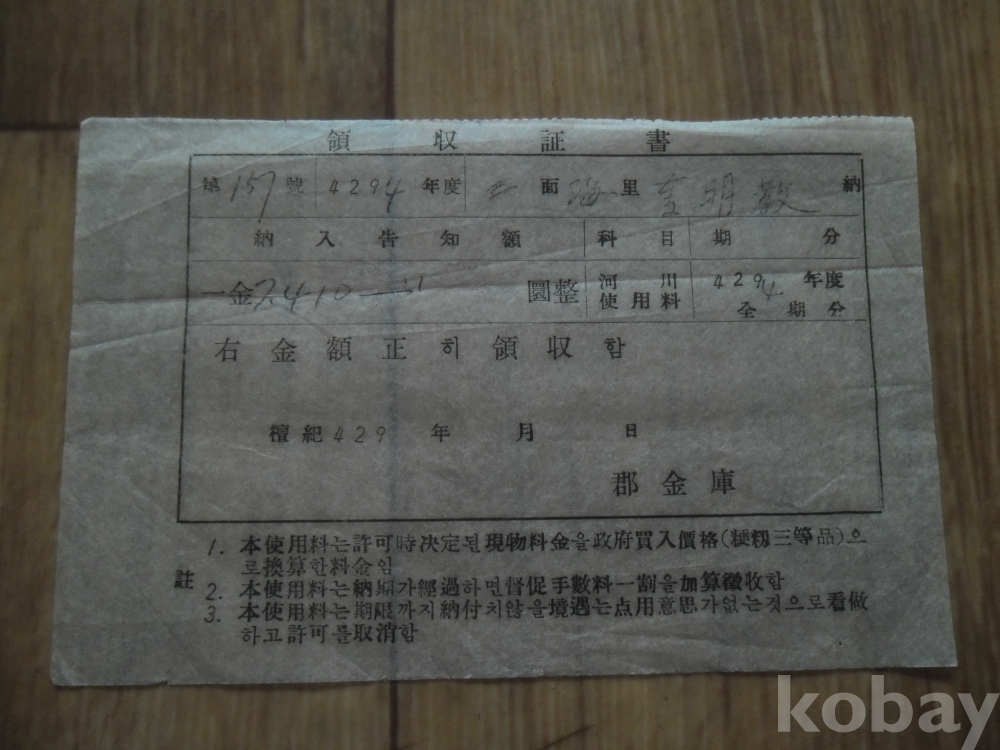 領收証書
第157號 4294年度 面 里 明 納
納入告知額 科目 期分
一金 圜整 河川使用料 4294年度 全期分
右金額正히領收함
檀紀429 年 月 日
郡金庫
註
1. 本使用料는許可時決定된現物料金을政府買入價格(粳籾三等品)으
로換算한料金임
2. 本使用料는納期가經過하면督促手數料一割을加算徵收함
3. 本使用料는期限까지納付치않을境遇는点用意思가없는것으로看做
하고許可를取消함
kobay